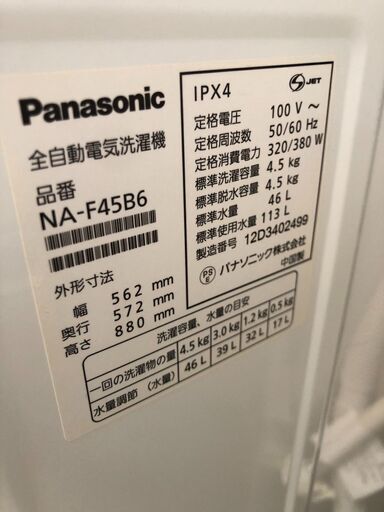 Panasonic
全自動電気洗濯機
品番
NA-F45B6
外形寸法
幅 562 mm
奥行 572 mm
高さ 880 mm
IPX4
S JET
定格電圧 100 V ～
定格周波数 50/60 Hz
定格消費電力 320/380 W
標準洗濯容量 4.5 kg
標準脱水容量 4.5 kg
標準水量 46 L
標準使用水量 113 L
製造番号 12D3402499
PS E パナソニック株式会社
中国製
洗濯容量、水量の目安
一回の洗濯物の量 4.5 kg 3.0 kg 1.2 kg 0.5 kg
水量調節（水量） 46 L 39 L 32 L 17 L